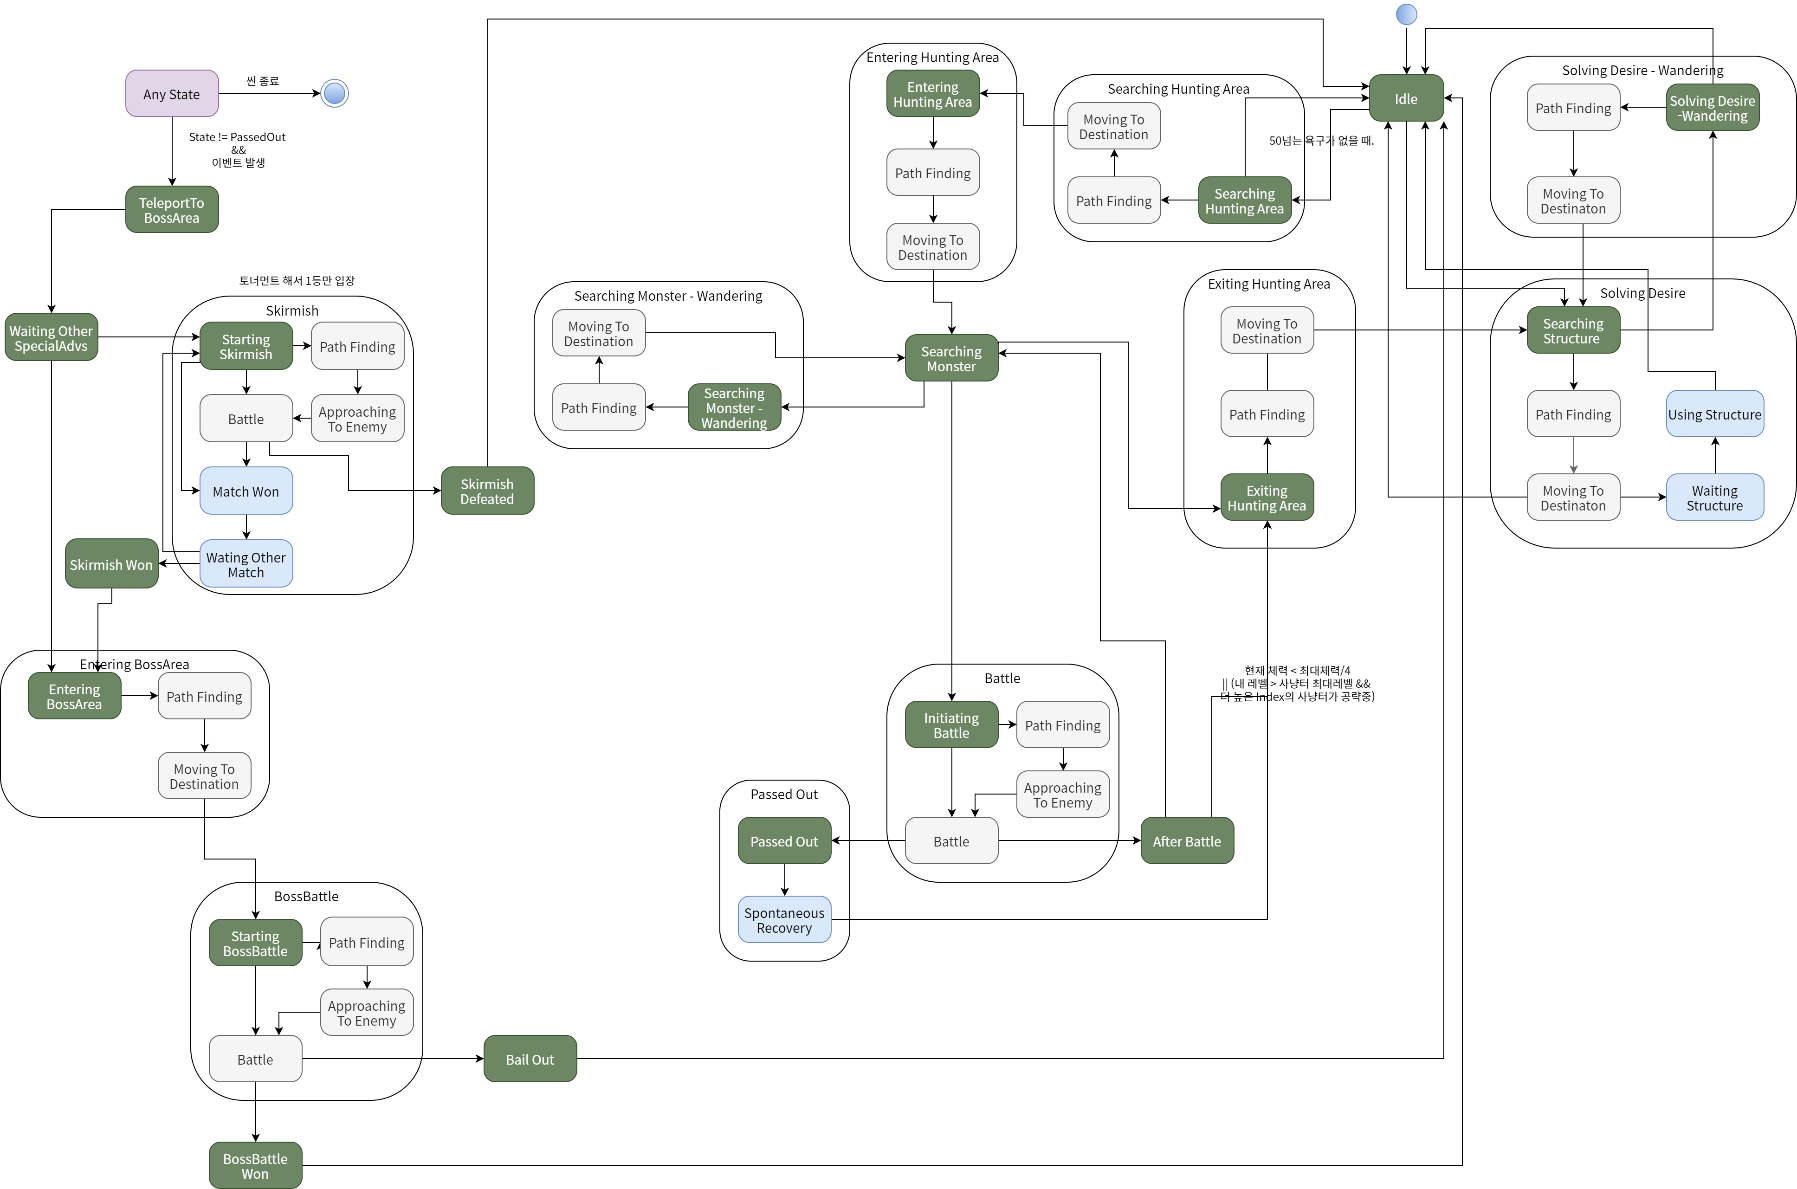 Any State
씬 종료
State != PassedOut
&&
이벤트 발생
TeleportTo
BossArea
Waiting Other
SpecialAdvs
토너먼트 해서 1등만 입장
Skirmish
Starting
Skirmish
Path Finding
Battle
Approaching
To Enemy
Match Won
Wating Other
Match
Skirmish Won
Skirmish
Defeated
Entering BossArea
Entering
BossArea
Path Finding
Moving To
Destination
BossBattle
Starting
BossBattle
Path Finding
Approaching
To Enemy
Battle
Bail Out
BossBattle
Won
Searching Monster - Wandering
Moving To
Destination
Path Finding
Searching
Monster -
Wandering
Entering Hunting Area
Entering
Hunting Area
Path Finding
Moving To
Destination
Searching Hunting Area
Moving To
Destination
Path Finding
Searching
Hunting Area
50넘는 욕구가 없을 때.
Idle
Searching
Monster
Exiting Hunting Area
Moving To
Destination
Path Finding
Exiting
Hunting Area
현재 체력 < 최대체력/4
|| (내 레벨 > 사냥터 최대레벨 &&
더 높은 Index의 사냥터가 공략중)
Battle
Initiating
Battle
Path Finding
Approaching
To Enemy
Battle
After Battle
Passed Out
Passed Out
Spontaneous
Recovery
Solving Desire - Wandering
Path Finding
Solving Desire
-Wandering
Moving To
Destinaton
Solving Desire
Searching
Structure
Path Finding
Using Structure
Moving To
Destinaton
Waiting
Structure